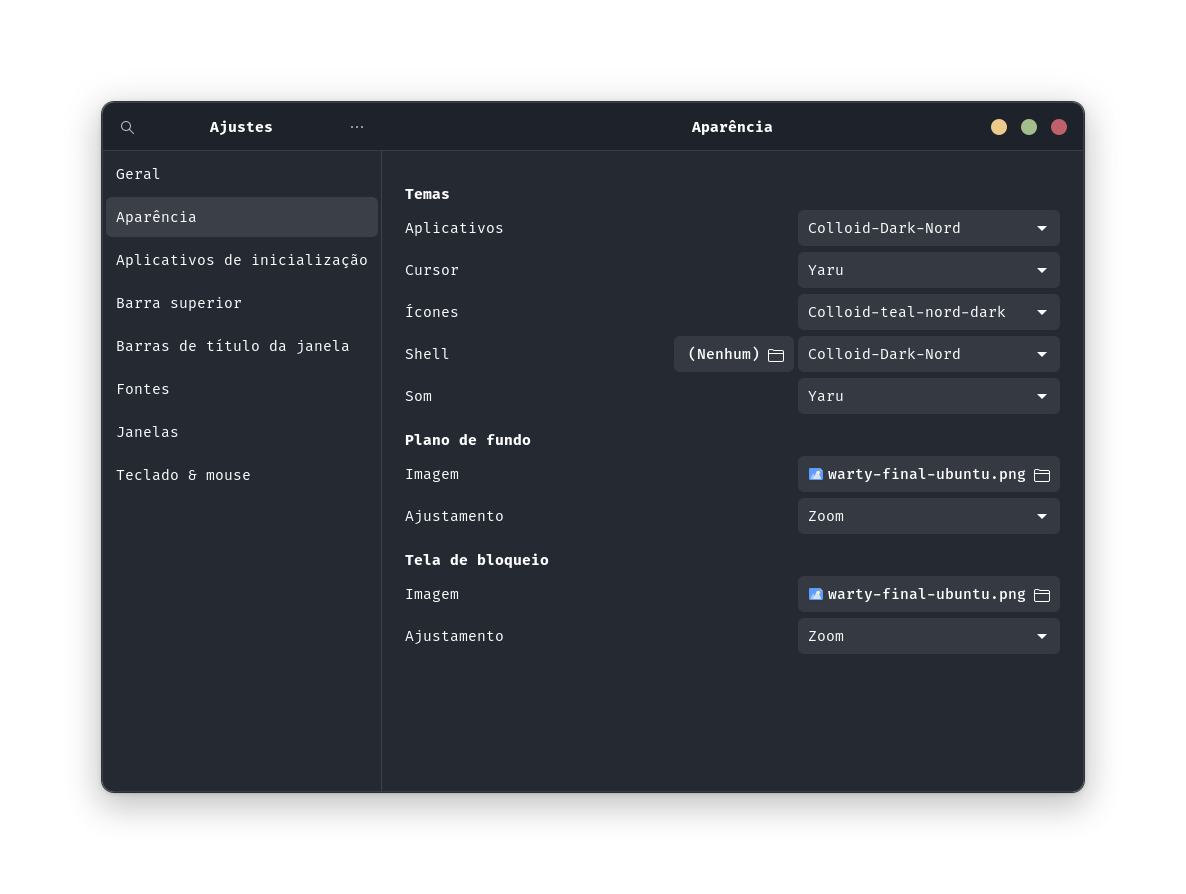 Ajustes
Aparência
Geral
Aparência
Aplicativos de inicialização
Barra superior
Barras de título da janela
Fontes
Janelas
Teclado & mouse
Temas
Aplicativos Colloid-Dark-Nord
Cursor Yaru
Ícones Colloid-teal-nord-dark
Shell (Nenhum) Colloid-Dark-Nord
Som Yaru
Plano de fundo
Imagem warty-final-ubuntu.png
Ajustamento Zoom
Tela de bloqueio
Imagem warty-final-ubuntu.png
Ajustamento Zoom